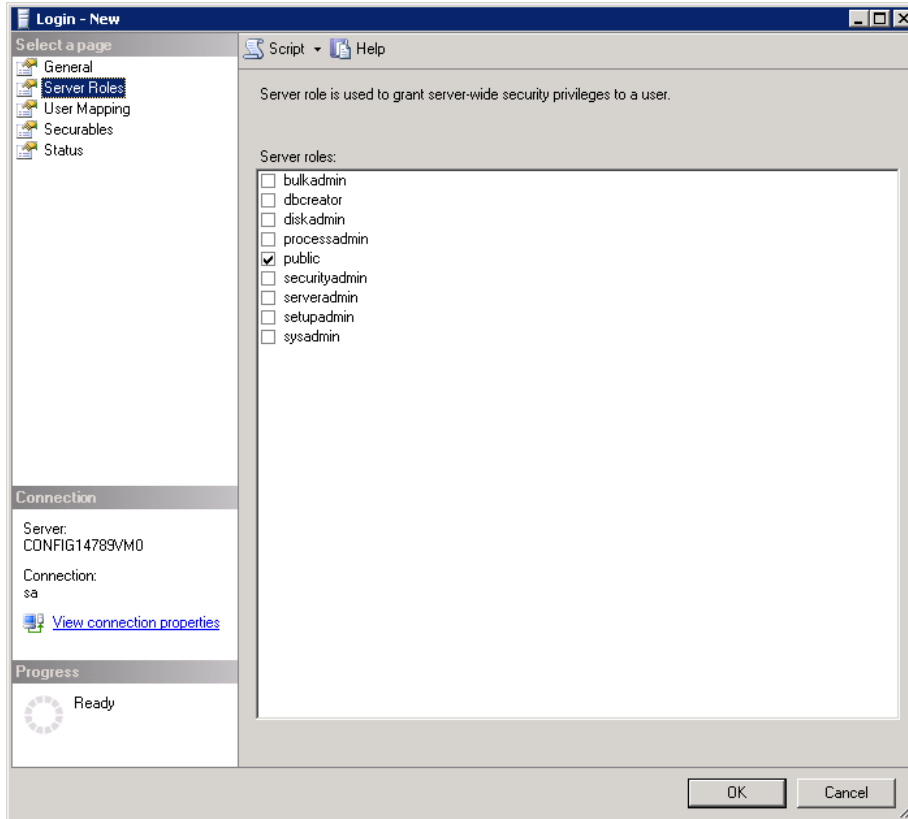 Login - New
Select a page
General
Server Roles
User Mapping
Securables
Status
Script Help
Server role is used to grant server-wide security privileges to a user.
Server roles:
bulkadmin
dbcreator
diskadmin
processadmin
public
securityadmin
serveradmin
setupadmin
sysadmin
Connection
Server:
CONFIG14789VM0
Connection:
sa
View connection properties
Progress
Ready
OK Cancel